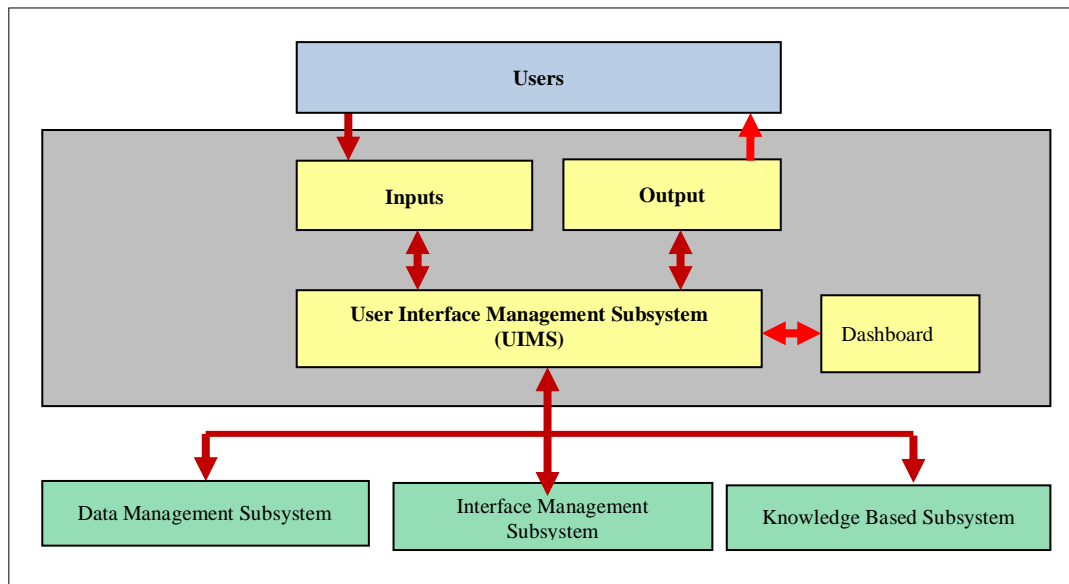 Users
Inputs
Output
User Interface Management Subsystem
(UIMS)
Dashboard
Data Management Subsystem
Interface Management
Subsystem
Knowledge Based Subsystem